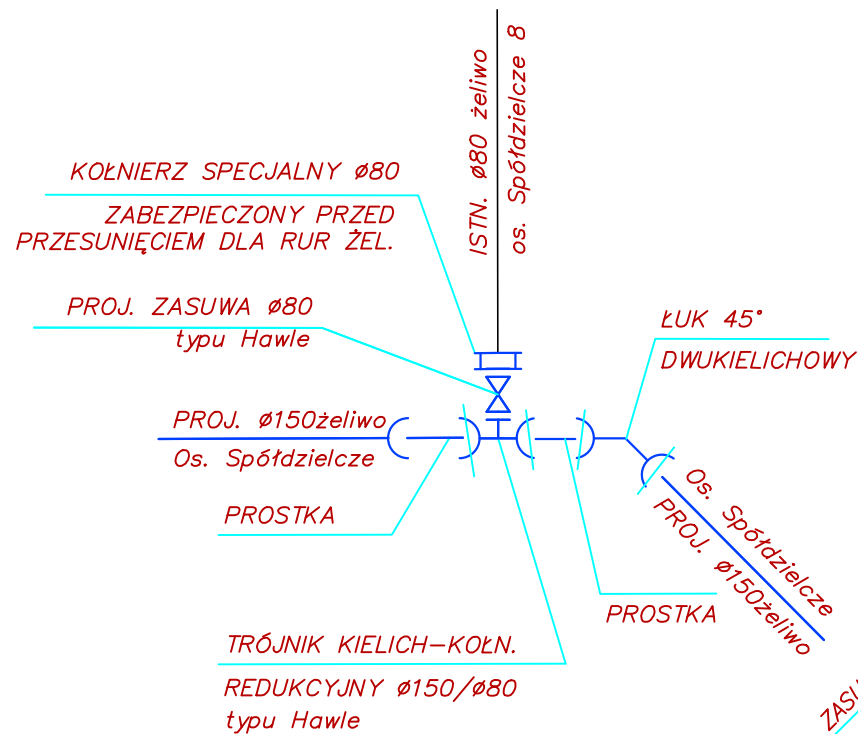 ISTN. ø80 żeliwo
os. Spółdzielcze 8
KOŁNIERZ SPECJALNY ø80
ZABEZPIECZONY PRZED
PRZESUNIĘCIEM DLA RUR ŻEL.
PROJ. ZASUWA ø80
typu Hawle
ŁUK 45°
DWUKIELICHOWY
PROJ. ø150żeliwo
Os. Spółdzielcze
PROSTKA
Os. Spółdzielcze
PROJ. ø150żeliwo
PROSTKA
TRÓJNIK KIELICH-KOŁN.
REDUKCYJNY ø150/ø80
typu Hawle